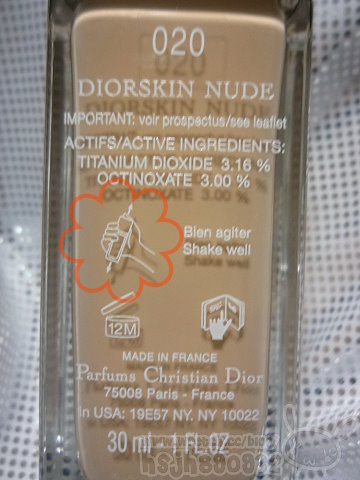 020
DIORSKIN NUDE
IMPORTANT: voir prospectus/see leaflet
ACTIFS/ACTIVE INGREDIENTS:
TITANIUM DIOXIDE 3.16 %
OCTINOXATE 3.00 %
Bien agiter
Shake well
12M
MADE IN FRANCE
Parfums Christian Dior
75008 Paris - France
In USA: 19E57 NY. NY 10022
30 ml - 1 FL.OZ